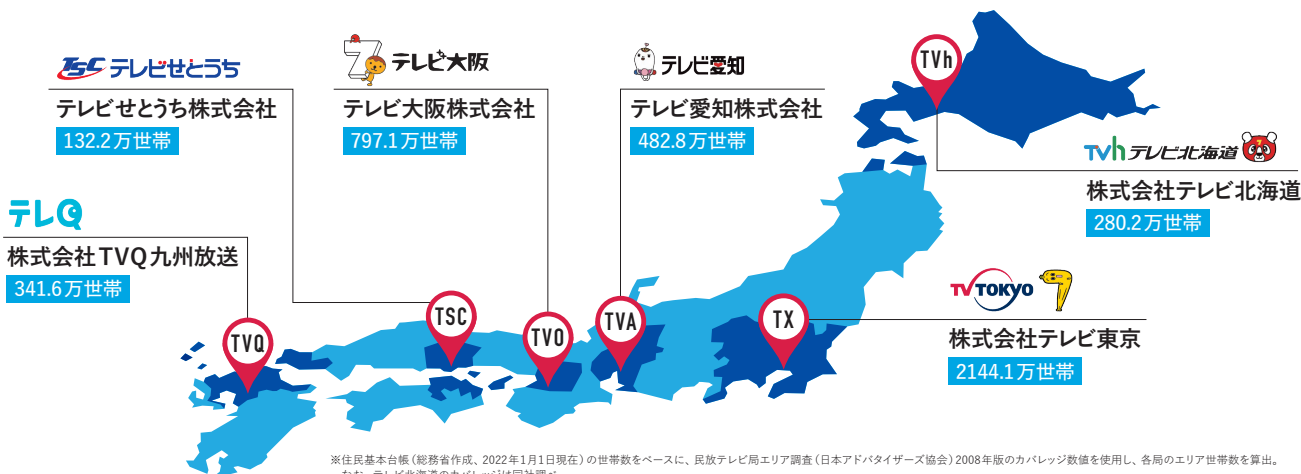 TSC テレビせとうち
テレビせとうち株式会社
132.2万世帯
テレビ大阪
テレビ大阪株式会社
797.1万世帯
テレビ愛知
テレビ愛知株式会社
482.8万世帯
TVh
TVh テレビ北海道
株式会社テレビ北海道
280.2万世帯
テレQ
株式会社TVQ九州放送
341.6万世帯
TV TOKYO
株式会社テレビ東京
2144.1万世帯
TVQ
TSC
TVO
TVA
TX
※住民基本台帳(総務省作成、2022年1月1日現在)の世帯数をベースに、民放テレビ局エリア調査(日本アドバタイザーズ協会)2008年版のカバレッジ数値を使用し、各局のエリア世帯数を算出。